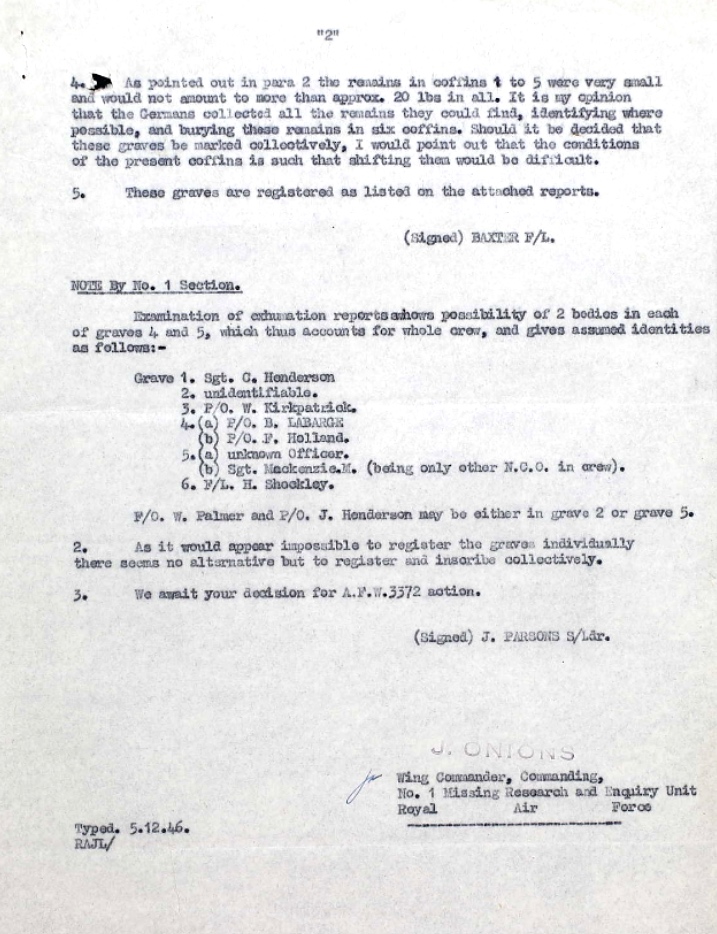 "2"
4. As pointed out in para 2 the remains in coffins 1 to 5 were very small
and would not amount to more than approx. 20 lbs in all. It is my opinion
that the Germans collected all the remains they could find, identifying where
possible, and burying these remains in six coffins. Should it be decided that
these graves be marked collectively, I would point out that the conditions
of the present coffins is such that shifting them would be difficult.
5. These graves are registered as listed on the attached reports.
(Signed) BAXTER F/L.
NOTE By No. 1 Section.
Examination of exhumation reports shows possibility of 2 bodies in each
of graves 4 and 5, which thus accounts for whole crew, and gives assumed identities
as follows:-
Grave 1. Sgt. C. Henderson
2. unidentifiable.
3. P/O. W. Kirkpatrick.
4.(a) P/O. B. LABARGE
(b) P/O. F. Holland.
5.(a) unknown Officer.
(b) Sgt. Mackenzie.M. (being only other N.C.O. in crew).
6. F/L. H. Shockley.
F/O. W. Palmer and P/O. J. Henderson may be either in grave 2 or grave 5.
2. As it would appear impossible to register the graves individually
there seems no alternative but to register and inscribe collectively.
3. We await your decision for A.F.W.3372 action.
(Signed) J. PARSONS S/Ldr.
J. ONIONS
Wing Commander, Commanding,
No. 1 Missing Research and Enquiry Unit
Royal Air Force
Typed. 5.12.46.
RAJL/